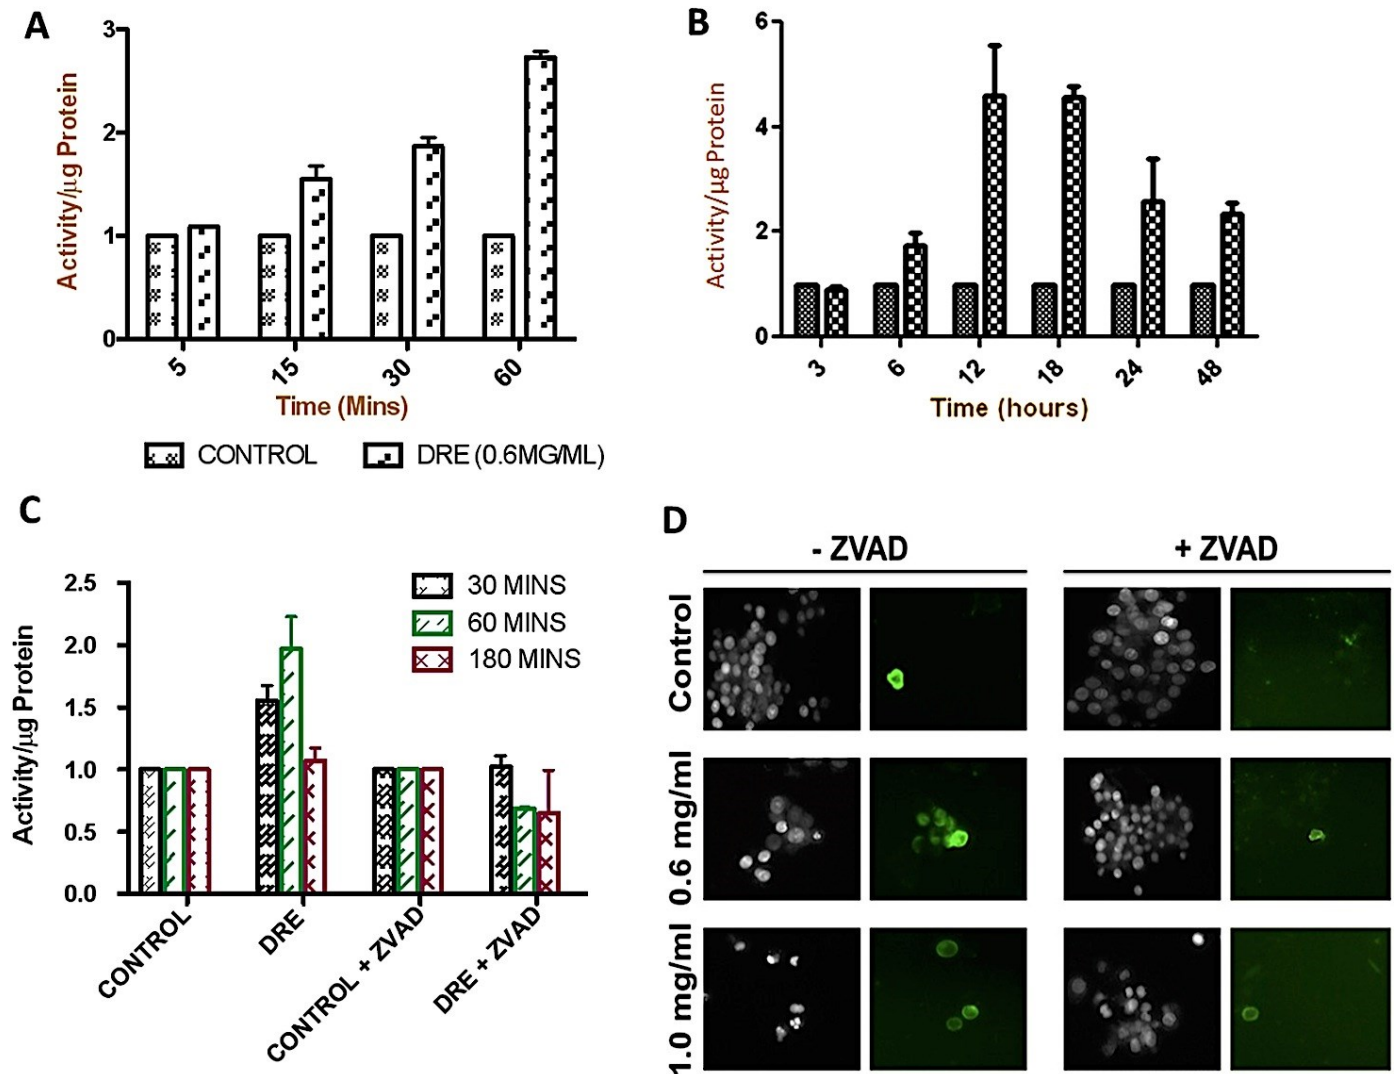 A
3
2
1
0
Activity/µg Protein
5
15
30
60
Time (Mins)
CONTROL
DRE (0.6MG/ML)
B
6
4
2
0
Activity/µg Protein
3
6
12
18
24
48
Time (hours)
C
2.5
2.0
1.5
1.0
0.5
0.0
Activity/µg Protein
30 MINS
60 MINS
180 MINS
CONTROL
DRE
CONTROL + ZVAD
DRE + ZVAD
D
- ZVAD
+ ZVAD
Control
0.6 mg/ml
1.0 mg/ml